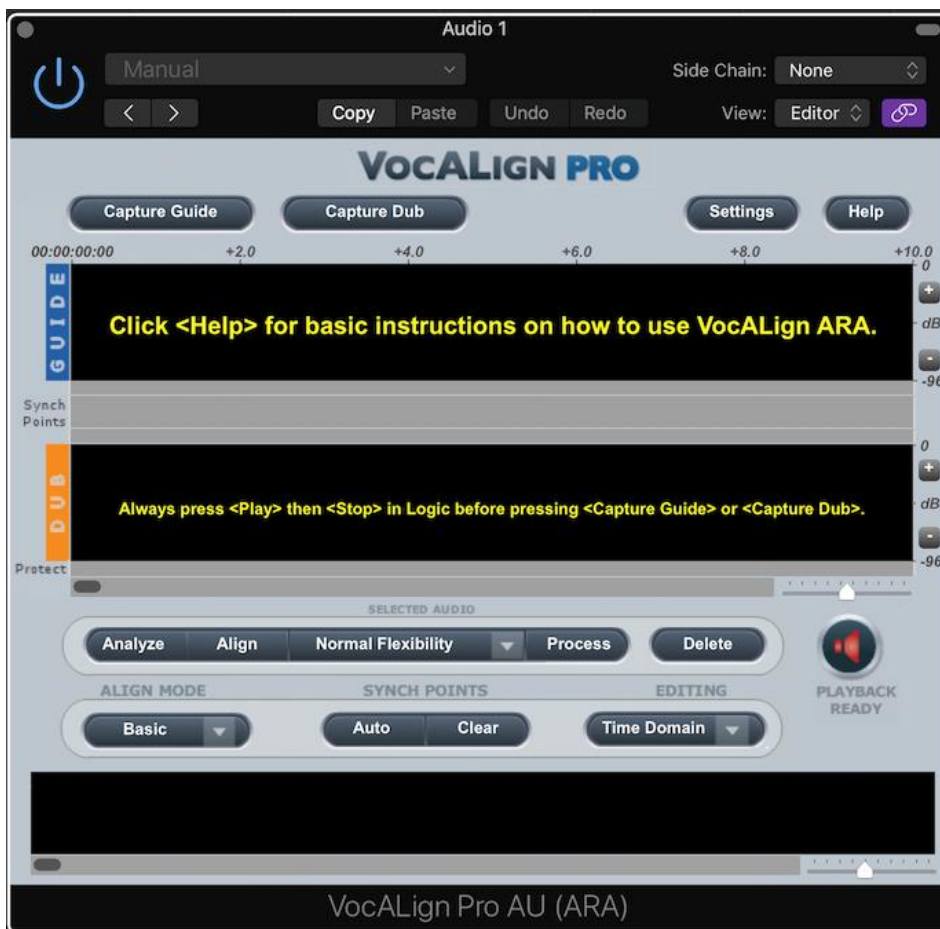 Audio 1
Manual
Side Chain: None
Copy Paste Undo Redo View: Editor
VOCALIGN PRO
Capture Guide Capture Dub Settings Help
00:00:00:00 +2.0 +4.0 +6.0 +8.0 +10.0
0
GUIDE
Click <Help> for basic instructions on how to use VocALign ARA.
+
dB
-
-96
Synch
Points
0
DUB
Always press <Play> then <Stop> in Logic before pressing <Capture Guide> or <Capture Dub>.
+
dB
-
-96
Protect
SELECTED AUDIO
Analyze Align Normal Flexibility Process Delete
ALIGN MODE SYNCH POINTS EDITING
PLAYBACK
READY
Basic Auto Clear Time Domain
VocALign Pro AU (ARA)